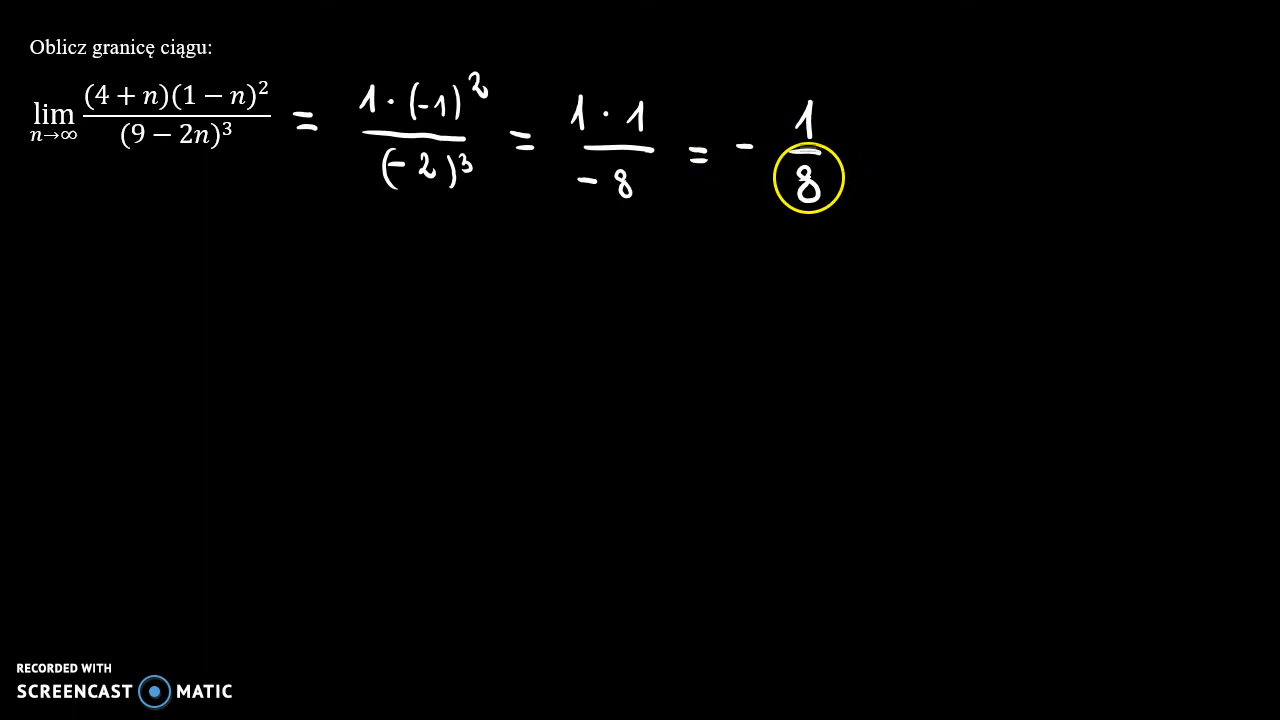 Oblicz granicę ciągu:
lim n→∞ (4 + n)(1 − n)² / (9 − 2n)³ = 1 · (-1)² / (-2)³ = 1 · 1 / - 8 = - 1 / 8
RECORDED WITH
SCREENCAST MATIC